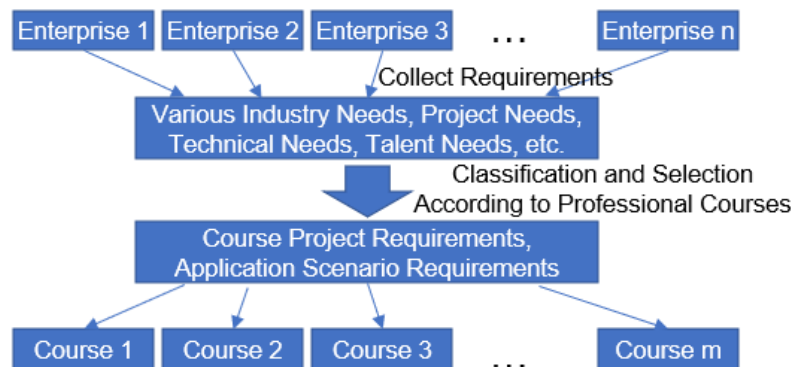 Enterprise 1 Enterprise 2 Enterprise 3 ... Enterprise n
Collect Requirements
Various Industry Needs, Project Needs,
Technical Needs, Talent Needs, etc.
Classification and Selection
According to Professional Courses
Course Project Requirements,
Application Scenario Requirements
Course 1 Course 2 Course 3 ... Course m